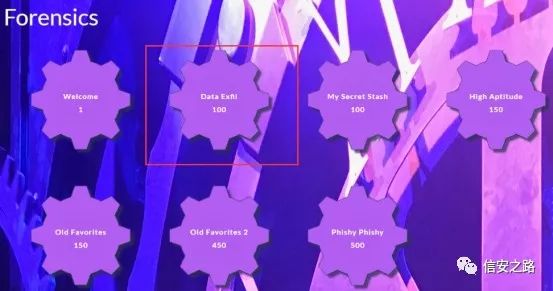 Forensics
Welcome
1
Data Exfil
100
My Secret Stash
100
High Aptitude
150
Old Favorites
150
Old Favorites 2
450
Phishy Phishy
500
信安之路